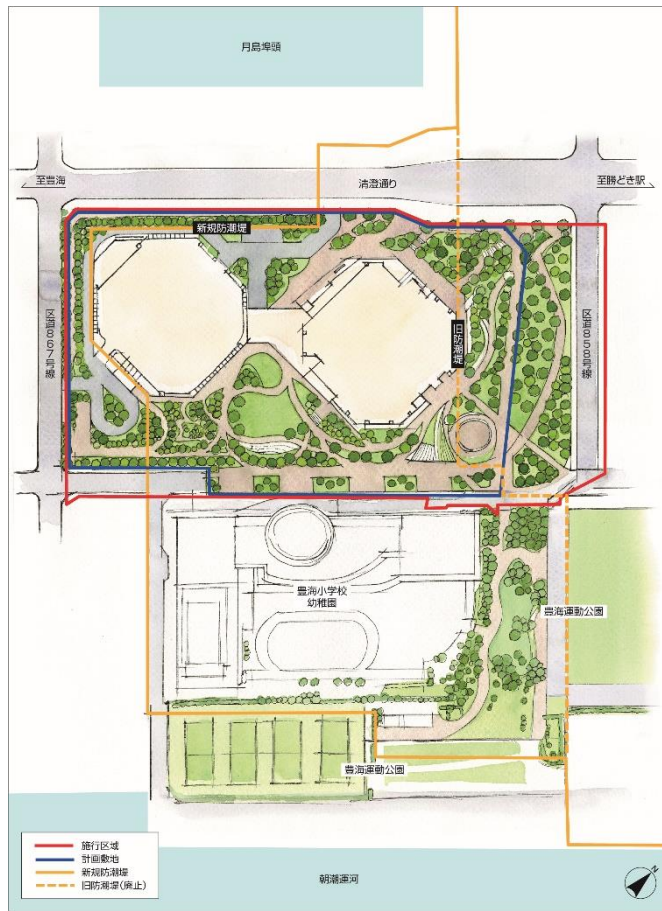 月島埠頭
至豊海
清澄通り
至勝どき駅
新規防潮堤
旧防潮堤
区道867号線
区道858号線
豊海小学校
幼稚園
豊海運動公園
豊海運動公園
施行区域
計画敷地
新規防潮堤
旧防潮堤(廃止)
朝潮運河
N